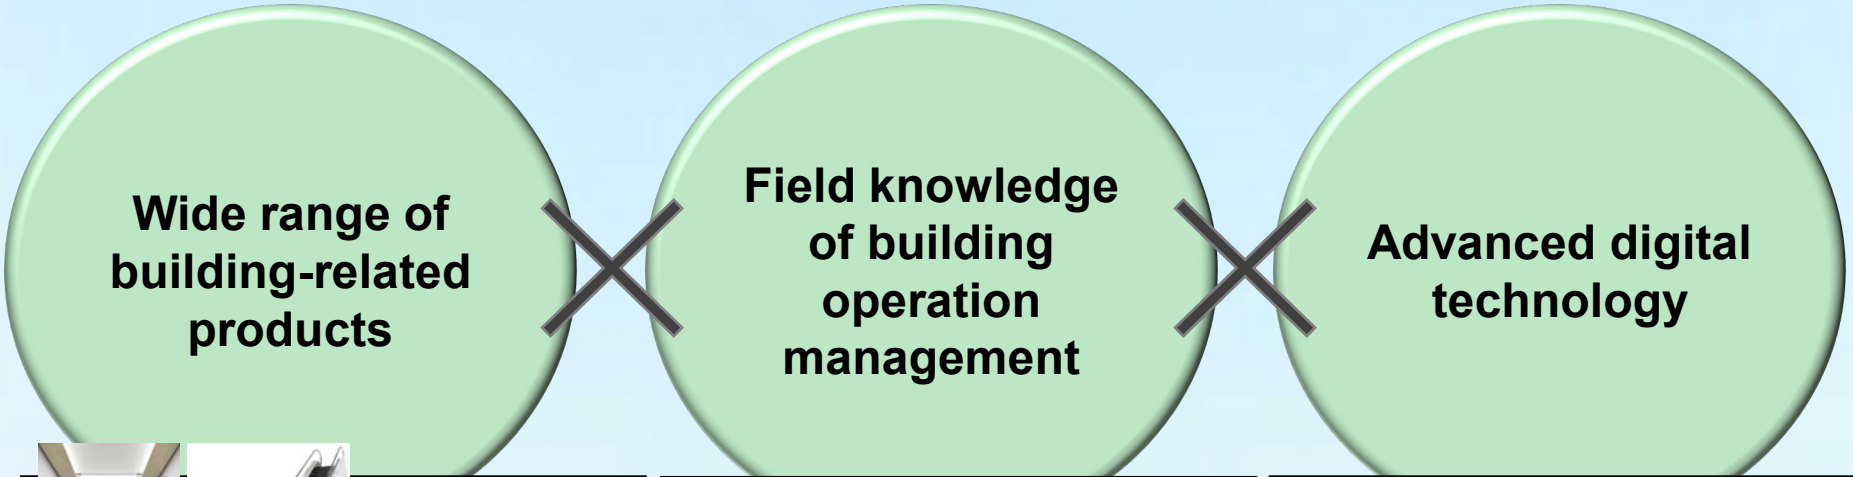 Wide range of
building-related
products
Field knowledge
of building
operation
management
Advanced digital
technology